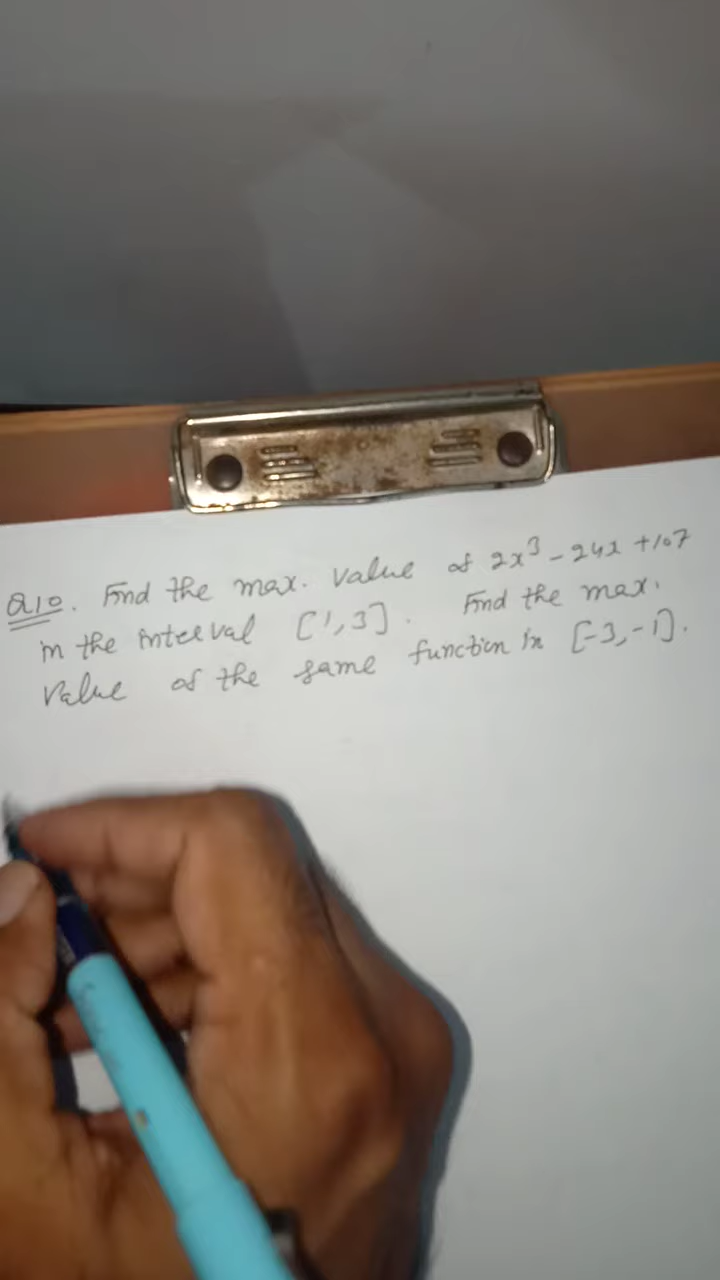 Q10. Find the max. value of 2x³ - 24x + 107
in the interval [1, 3]. Find the max.
value of the same function in [-3, -1].